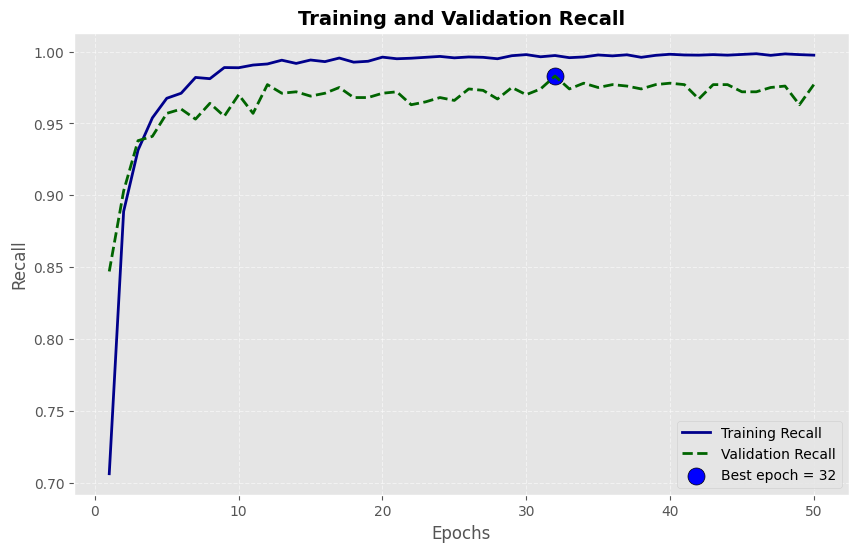 Training and Validation Recall
Recall
1.00
0.95
0.90
0.85
0.80
0.75
0.70
0
10
20
30
40
50
Epochs
Training Recall
Validation Recall
Best epoch = 32